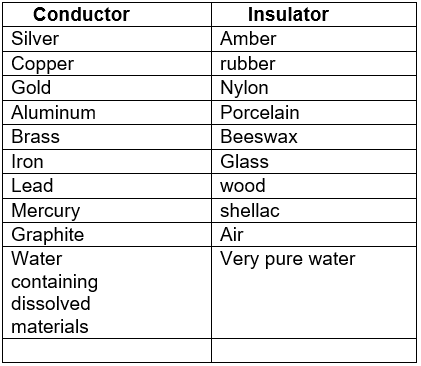 Conductor Insulator
Silver Amber
Copper rubber
Gold Nylon
Aluminum Porcelain
Brass Beeswax
Iron Glass
Lead wood
Mercury shellac
Graphite Air
Water Very pure water
containing
dissolved
materials